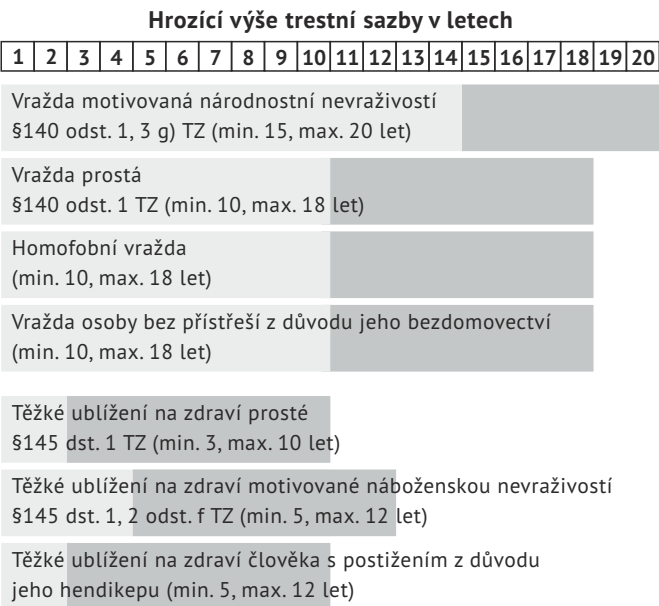 Hrozící výše trestní sazby v letech
1 2 3 4 5 6 7 8 9 10 11 12 13 14 15 16 17 18 19 20
Vražda motivovaná národnostní nevraživostí
§140 odst. 1, 3 g) TZ (min. 15, max. 20 let)
Vražda prostá
§140 odst. 1 TZ (min. 10, max. 18 let)
Homofobní vražda
(min. 10, max. 18 let)
Vražda osoby bez přístřeší z důvodu jeho bezdomovectví
(min. 10, max. 18 let)
Těžké ublížení na zdraví prosté
§145 dst. 1 TZ (min. 3, max. 10 let)
Těžké ublížení na zdraví motivované náboženskou nevraživostí
§145 dst. 1, 2 odst. f TZ (min. 5, max. 12 let)
Těžké ublížení na zdraví člověka s postižením z důvodu
jeho hendikepu (min. 5, max. 12 let)